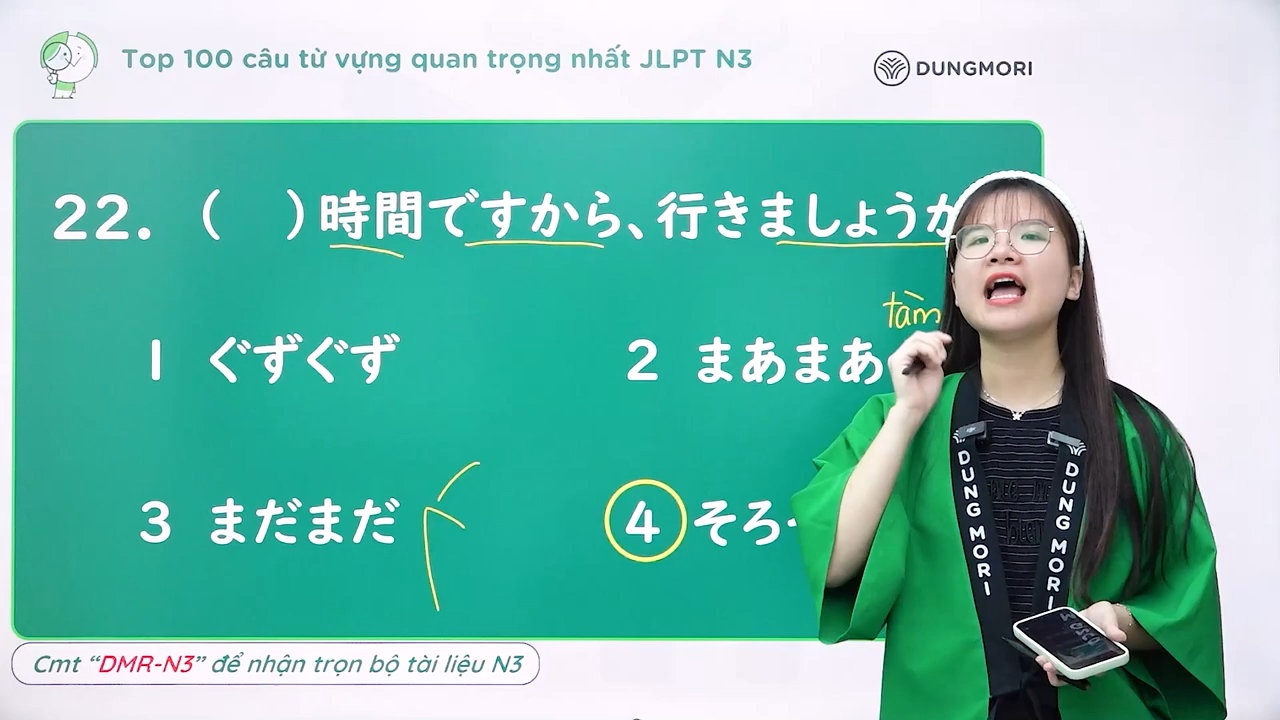 Top 100 câu từ vựng quan trọng nhất JLPT N3
DUNGMORI
22. ( ) 時間ですから、行きましょうか
1 ぐずぐず
2 まあまあ
tàm
3 まだまだ
4 そろ
DUNG MORI
DUNG MORI
Cmt “DMR-N3” để nhận trọn bộ tài liệu N3